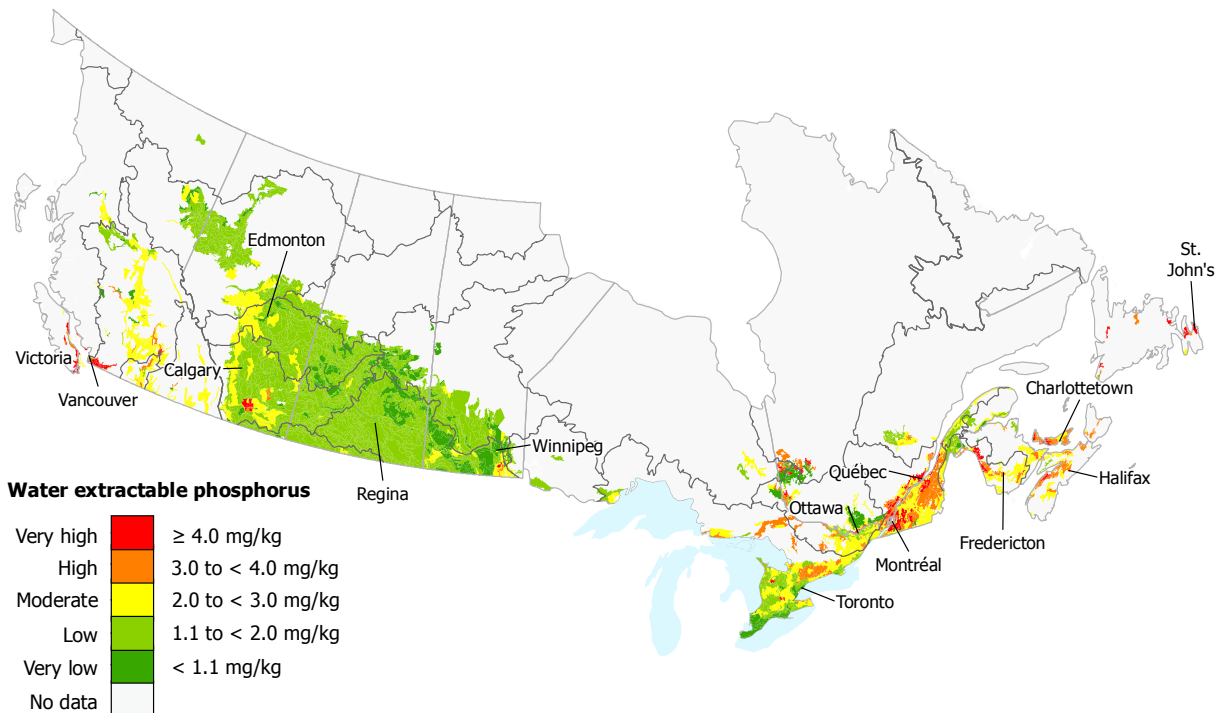 St.
John's
Edmonton
Victoria
Calgary
Charlottetown
Vancouver
Winnipeg
Québec
Halifax
Regina
Ottawa
Fredericton
Montréal
Toronto
Water extractable phosphorus
Very high ≥ 4.0 mg/kg
High 3.0 to < 4.0 mg/kg
Moderate 2.0 to < 3.0 mg/kg
Low 1.1 to < 2.0 mg/kg
Very low < 1.1 mg/kg
No data